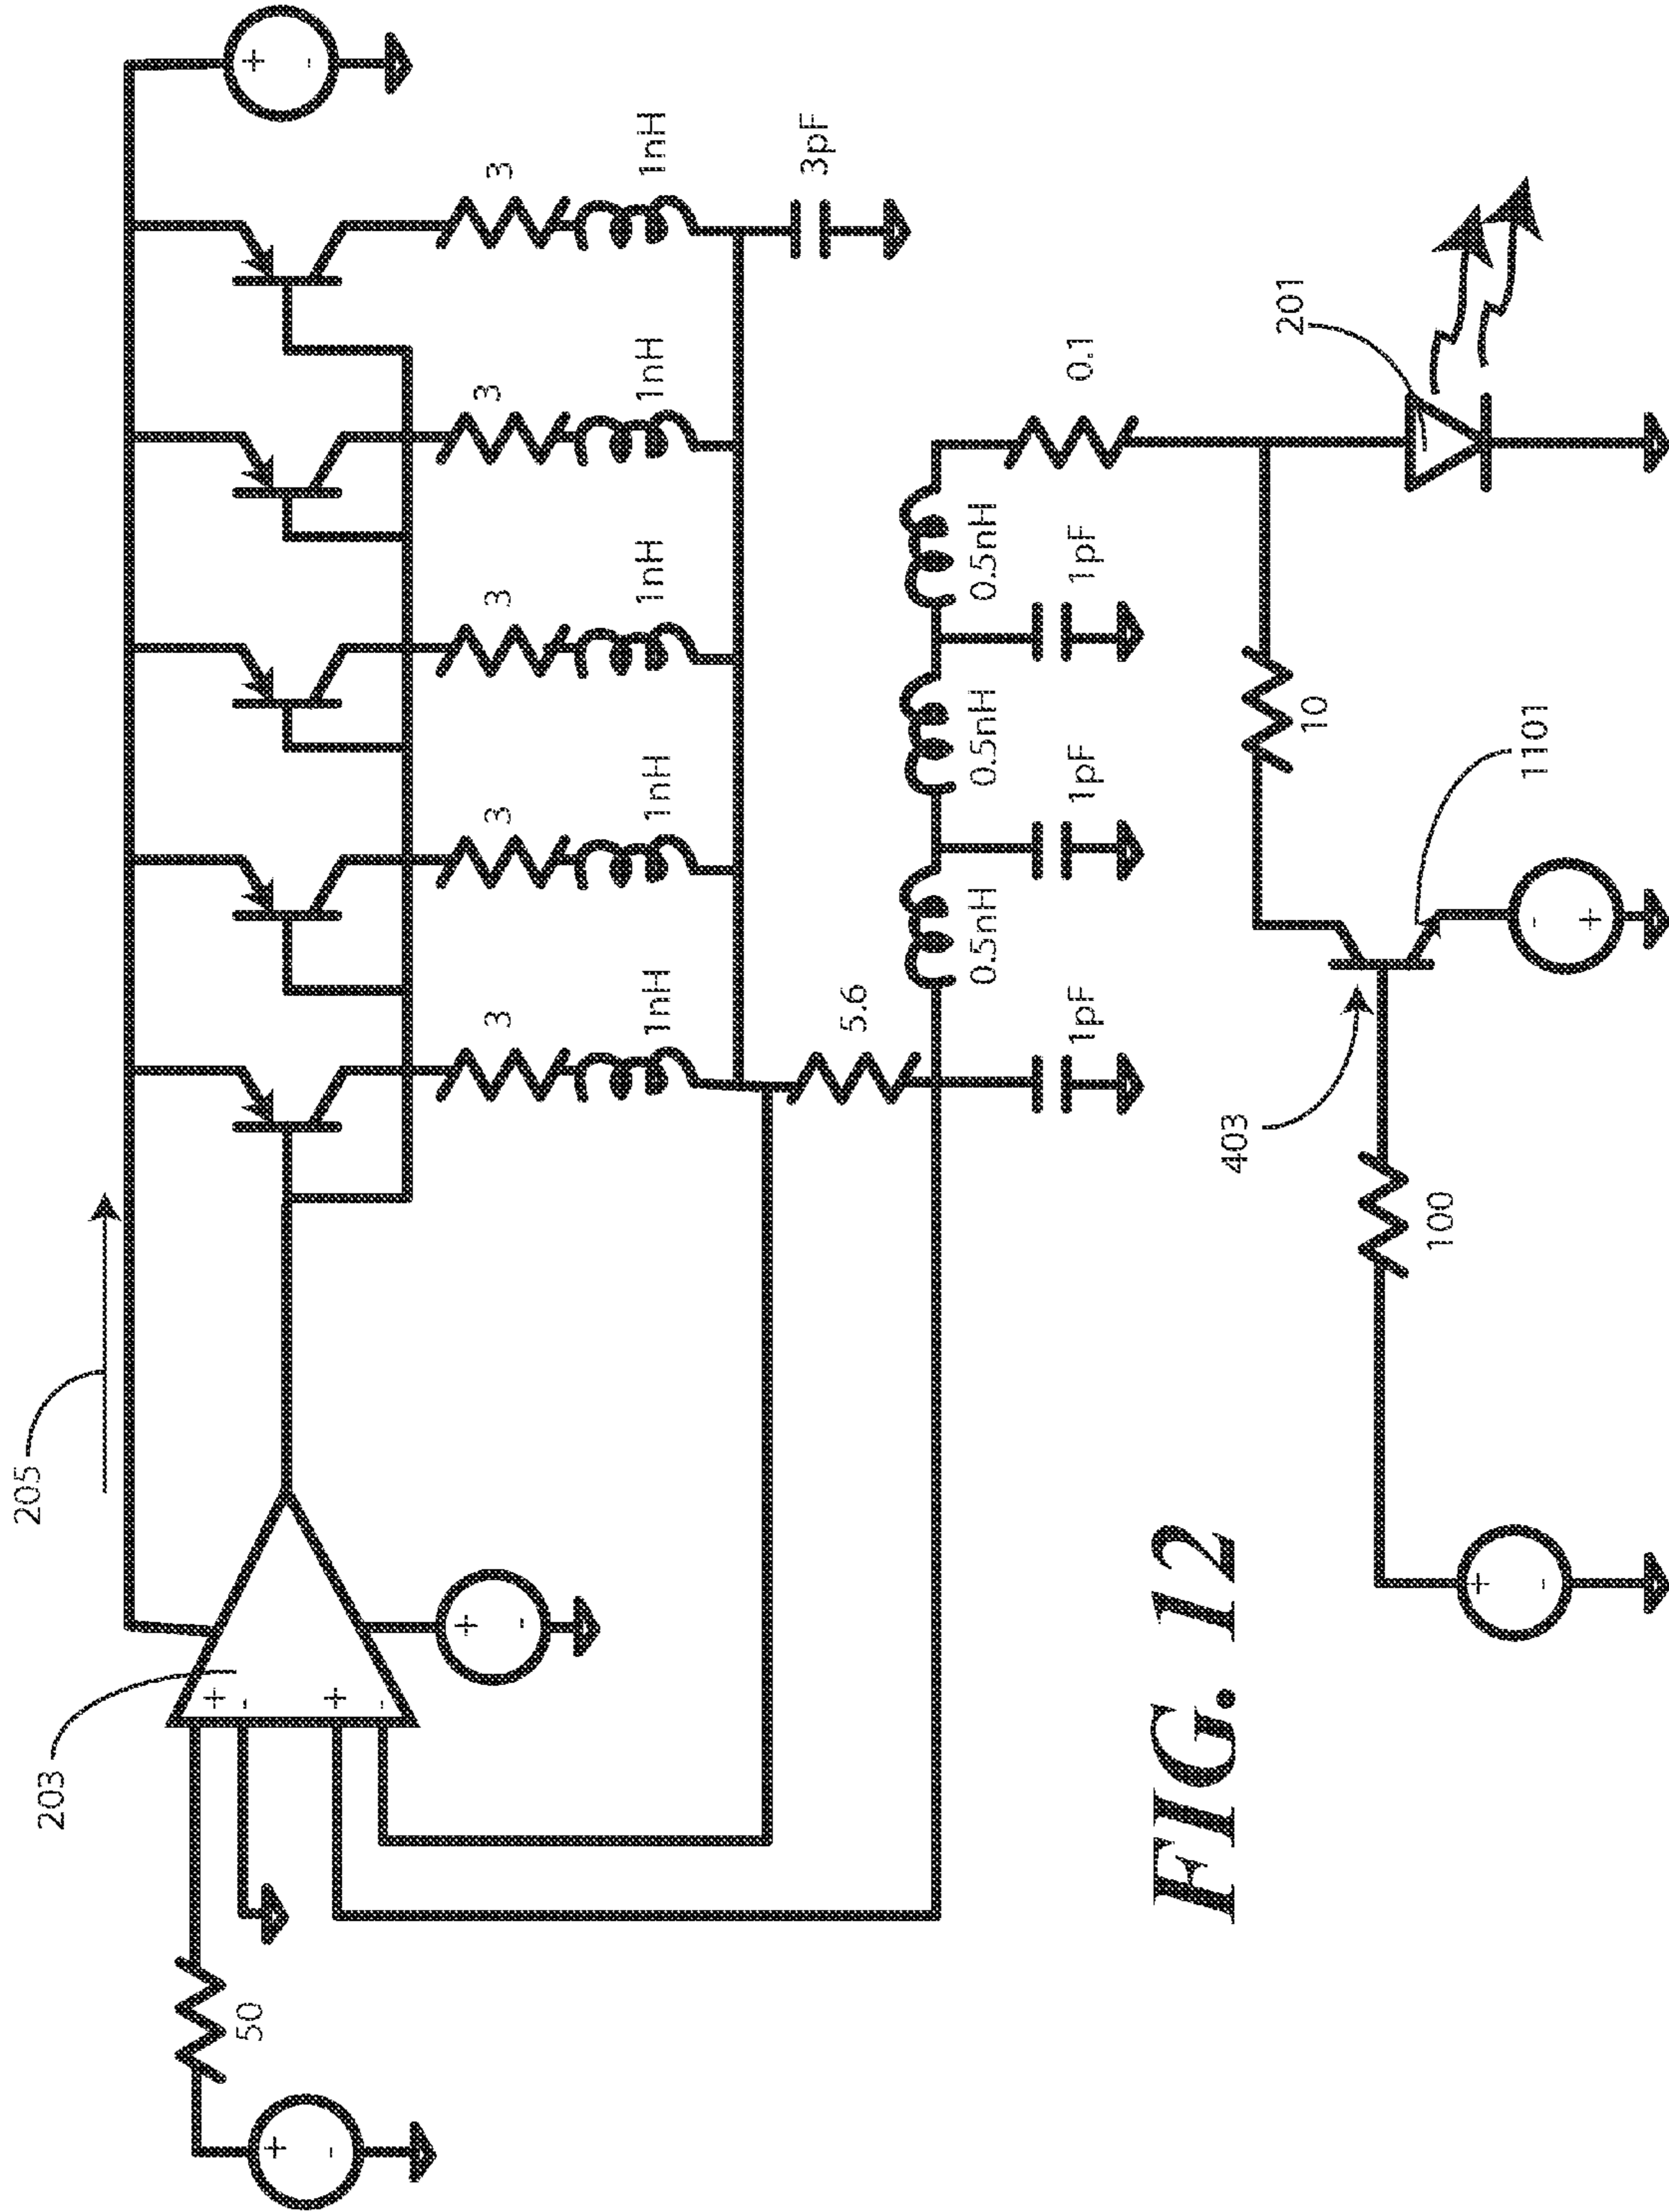 205
203
+
-
+
-
+
-
50
+
-
+
-
3
3
3
3
3
1nH
1nH
1nH
1nH
1nH
3pF
5.6
0.5nH
0.5nH
0.5nH
0.1
1pF
1pF
1pF
201
403
10
100
1101
-
+
+
-
FIG. 12